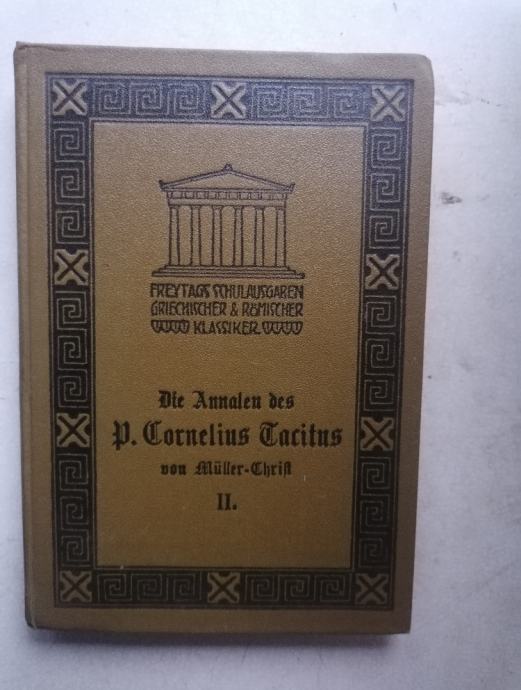 FREYTAGS SCHULAUSGABEN
GRIECHISCHER & RÖMISCHER
KLASSIKER
Die Annalen des
P. Cornelius Tacitus
von Müller-Christ
II.